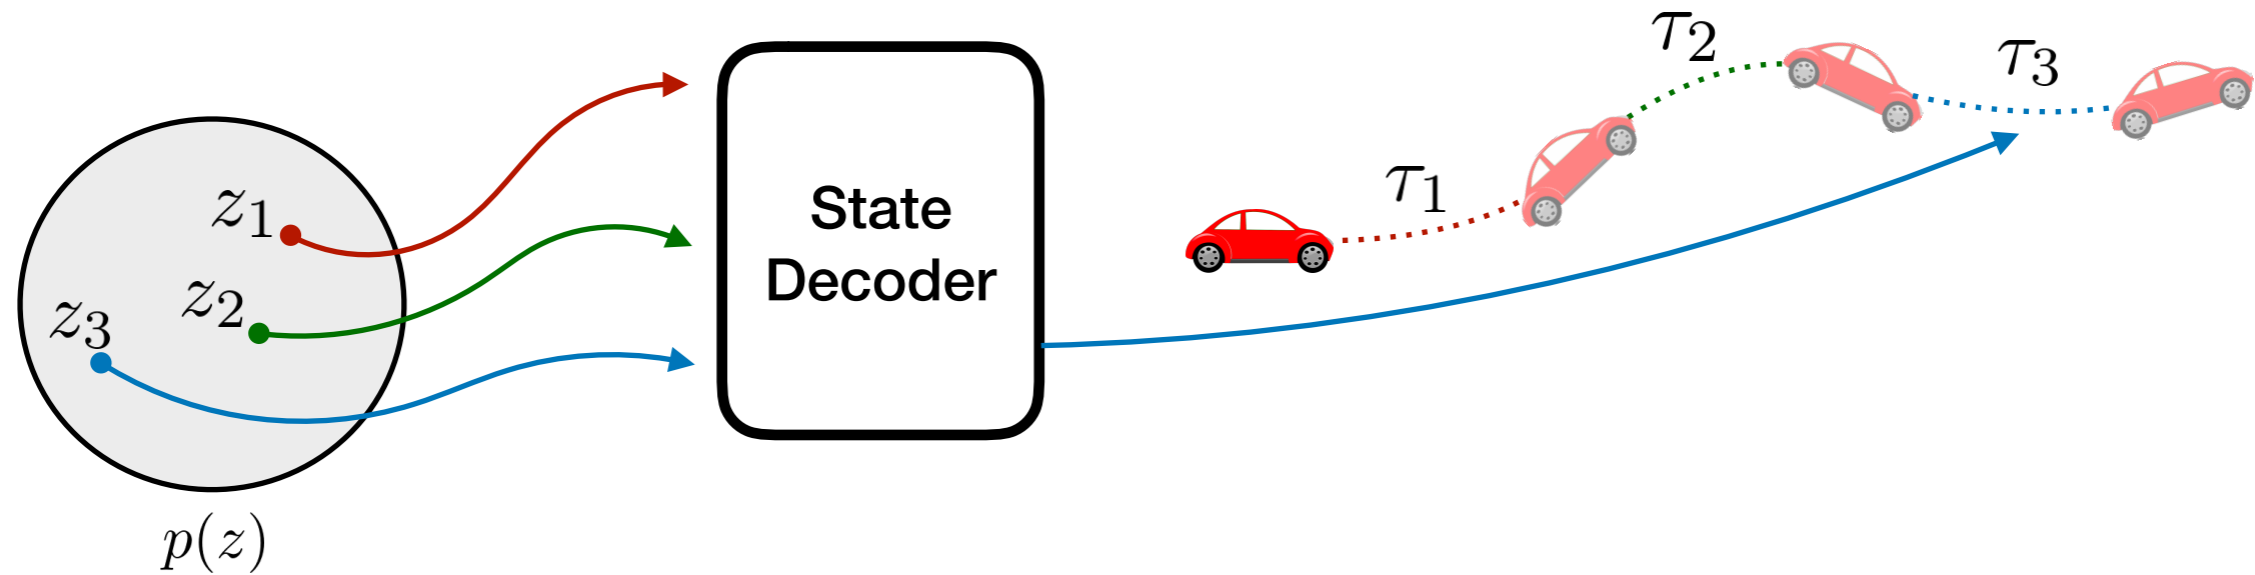 z₁
z₂
z₃
p(z)
State
Decoder
τ₁
τ₂
τ₃